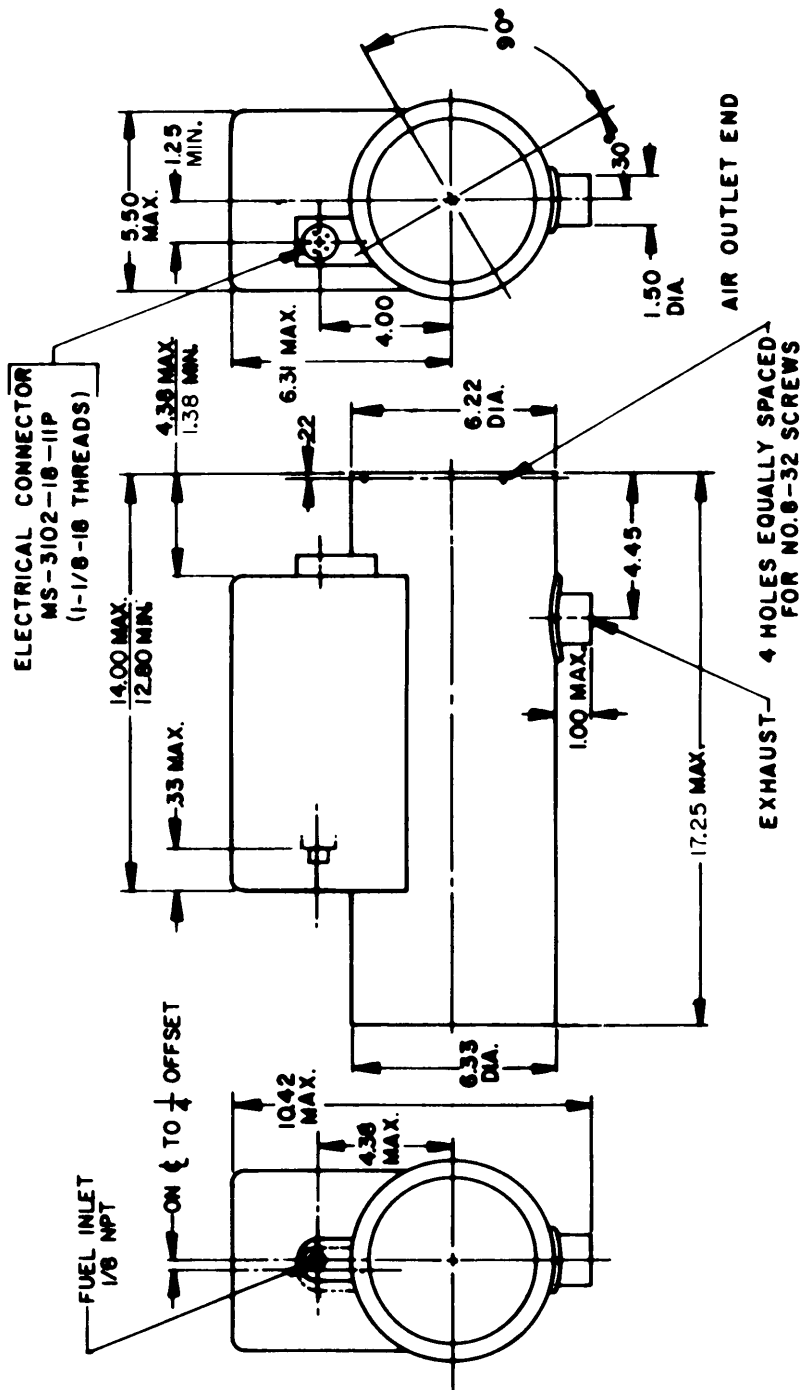 FUEL INLET
1/8 NPT
ON ℄ TO 1/4 OFFSET
10.42
MAX.
4.38
MAX.
14.00 MAX.
12.80 MIN.
.33 MAX.
4.38 MAX.
1.38 MIN.
.22
6.33
DIA.
6.22
DIA.
1.00 MAX.
4.45
17.25 MAX.
EXHAUST
4 HOLES EQUALLY SPACED
FOR NO. 8-32 SCREWS
ELECTRICAL CONNECTOR
MS-3102-18-11P
(1-1/8-18 THREADS)
5.50
MAX.
1.25
MIN.
6.31 MAX.
4.00
90°
30°
1.50
DIA.
AIR OUTLET END